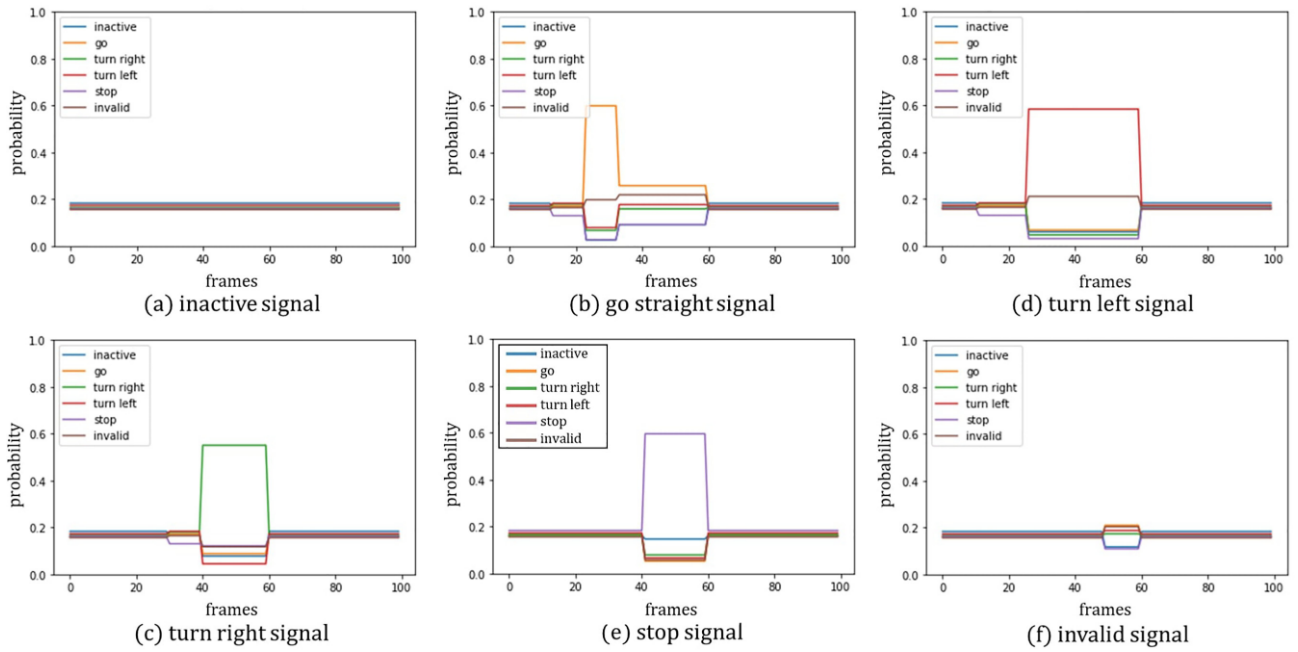 1.0
0.8
0.6
0.4
0.2
0.0
probability
inactive
go
turn right
turn left
stop
invalid
0 20 40 60 80 100
frames
(a) inactive signal
1.0
0.8
0.6
0.4
0.2
0.0
probability
inactive
go
turn right
turn left
stop
invalid
0 20 40 60 80 100
frames
(b) go straight signal
1.0
0.8
0.6
0.4
0.2
0.0
probability
inactive
go
turn right
turn left
stop
invalid
0 20 40 60 80 100
frames
(d) turn left signal
1.0
0.8
0.6
0.4
0.2
0.0
probability
inactive
go
turn right
turn left
stop
invalid
0 20 40 60 80 100
frames
(c) turn right signal
1.0
0.8
0.6
0.4
0.2
0.0
probability
inactive
go
turn right
turn left
stop
invalid
0 20 40 60 80 100
frames
(e) stop signal
1.0
0.8
0.6
0.4
0.2
0.0
probability
inactive
go
turn right
turn left
stop
invalid
0 20 40 60 80 100
frames
(f) invalid signal